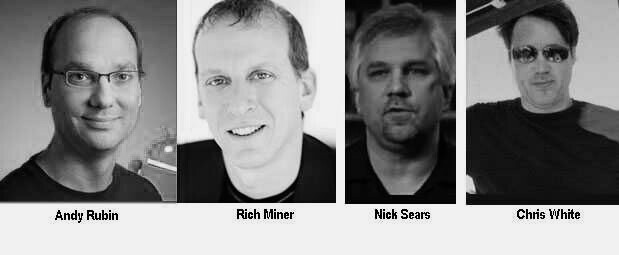 Andy Rubin
Rich Miner
Nick Sears
Chris White